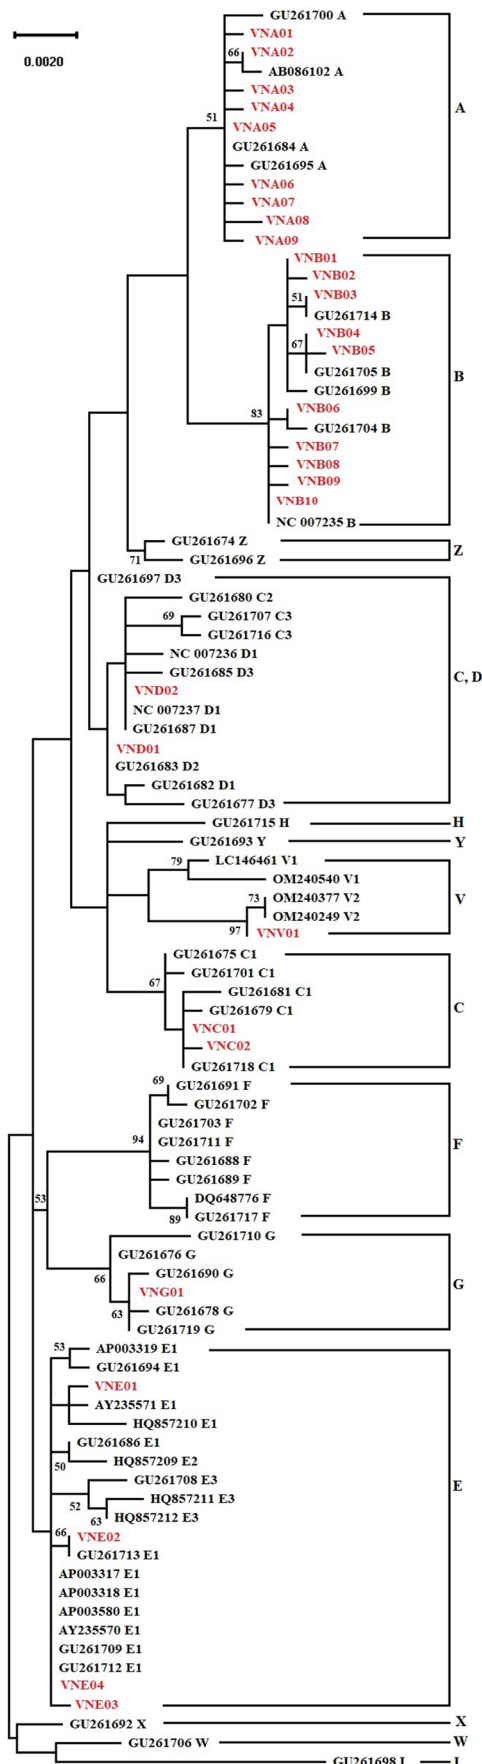 GU261700 A
VNA01
66
VNA02
AB086102 A
0.0020
VNA03
VNA04
A
51
VNA05
GU261684 A
GU261695 A
VNA06
VNA07
VNA08
VNA09
VNB01
VNB02
51
VNB03
GU261714 B
VNB04
67
VNB05
GU261705 B
B
GU261699 B
83
VNB06
GU261704 B
VNB07
VNB08
VNB09
VNB10
NC 007235 B
GU261674 Z
Z
71
GU261696 Z
GU261697 D3
GU261680 C2
69
GU261707 C3
GU261716 C3
NC 007236 D1
GU261685 D3
C, D
VND02
NC 007237 D1
GU261687 D1
VND01
GU261683 D2
GU261682 D1
GU261677 D3
GU261715 H
H
GU261693 Y
Y
79
LC146461 V1
OM240540 V1
73
OM240377 V2
V
OM240249 V2
97
VNV01
GU261675 C1
GU261701 C1
67
GU261681 C1
GU261679 C1
C
VNC01
VNC02
GU261718 C1
69
GU261691 F
GU261702 F
GU261703 F
94
GU261711 F
F
GU261688 F
GU261689 F
DQ648776 F
53
89
GU261717 F
GU261710 G
GU261676 G
66
GU261690 G
G
VNG01
63
GU261678 G
GU261719 G
53
AP003319 E1
GU261694 E1
VNE01
AY235571 E1
HQ857210 E1
GU261686 E1
50
HQ857209 E2
GU261708 E3
E
52
HQ857211 E3
63
HQ857212 E3
66
VNE02
GU261713 E1
AP003317 E1
AP003318 E1
AP003580 E1
AY235570 E1
GU261709 E1
GU261712 E1
VNE04
VNE03
GU261692 X
X
GU261706 W
W